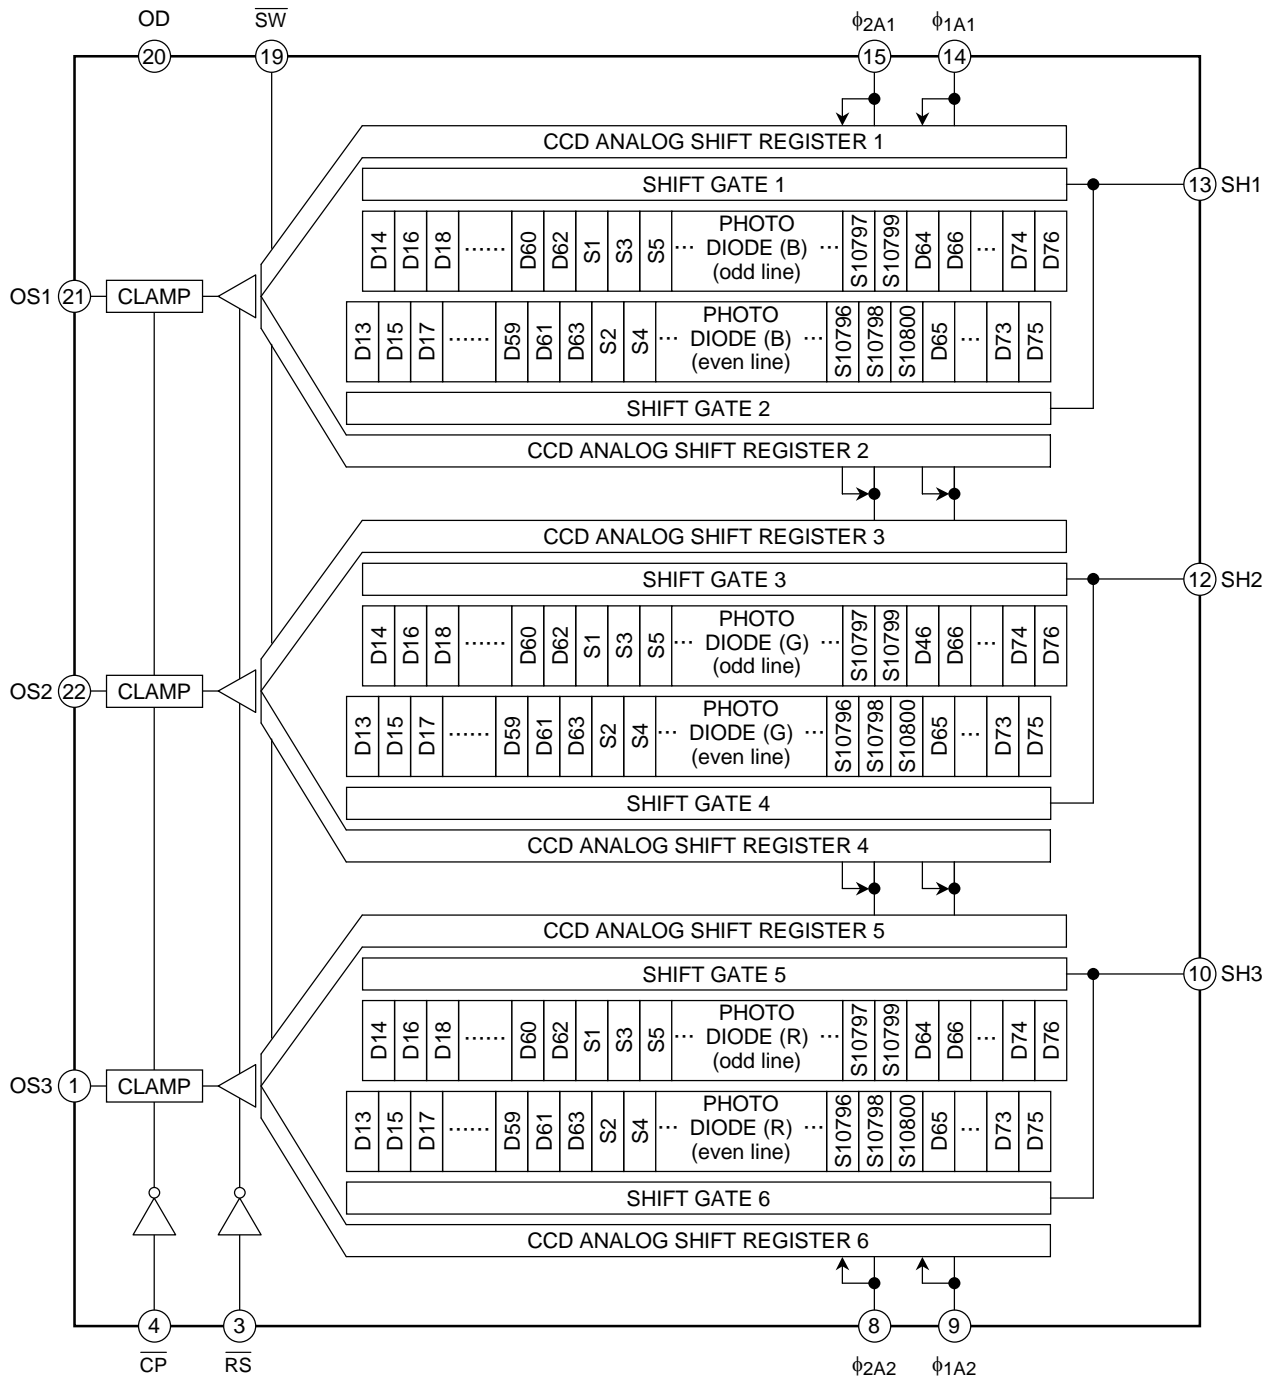 OD
SW
ϕ2A1
ϕ1A1
20
19
15
14
CCD ANALOG SHIFT REGISTER 1
SHIFT GATE 1
13 SH1
D14 D16 D18 ······ D60 D62 S1 S3 S5 ··· PHOTO DIODE (B) (odd line) ··· S10797 S10799 D64 D66 ··· D74 D76
OS1 21 CLAMP
D13 D15 D17 ······ D59 D61 D63 S2 S4 ··· PHOTO DIODE (B) (even line) ··· S10796 S10798 S10800 D65 ··· D73 D75
SHIFT GATE 2
CCD ANALOG SHIFT REGISTER 2
CCD ANALOG SHIFT REGISTER 3
SHIFT GATE 3
12 SH2
D14 D16 D18 ······ D60 D62 S1 S3 S5 ··· PHOTO DIODE (G) (odd line) ··· S10797 S10799 D46 D66 ··· D74 D76
OS2 22 CLAMP
D13 D15 D17 ······ D59 D61 D63 S2 S4 ··· PHOTO DIODE (G) (even line) ··· S10796 S10798 S10800 D65 ··· D73 D75
SHIFT GATE 4
CCD ANALOG SHIFT REGISTER 4
CCD ANALOG SHIFT REGISTER 5
SHIFT GATE 5
10 SH3
D14 D16 D18 ······ D60 D62 S1 S3 S5 ··· PHOTO DIODE (R) (odd line) ··· S10797 S10799 D64 D66 ··· D74 D76
OS3 1 CLAMP
D13 D15 D17 ······ D59 D61 D63 S2 S4 ··· PHOTO DIODE (R) (even line) ··· S10796 S10798 S10800 D65 ··· D73 D75
SHIFT GATE 6
CCD ANALOG SHIFT REGISTER 6
4
3
8
9
CP
RS
ϕ2A2
ϕ1A2